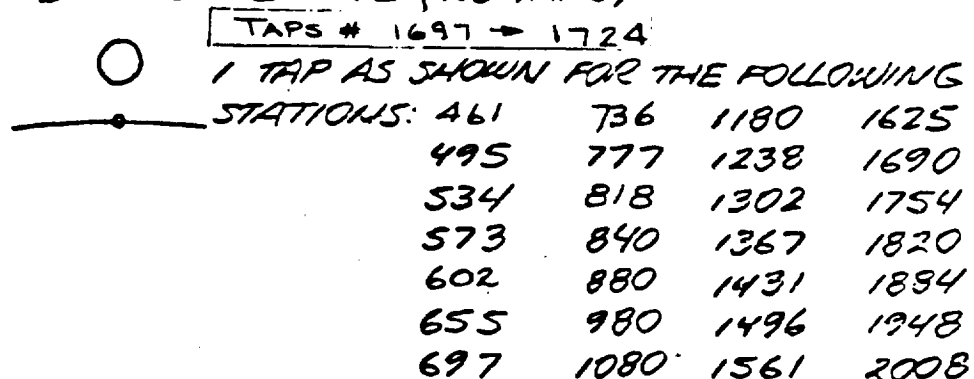 TAPS # 1697 → 1724
1 TAP AS SHOWN FOR THE FOLLOWING
STATIONS: 461 736 1180 1625
495 777 1238 1690
534 818 1302 1754
573 840 1367 1820
602 880 1431 1884
655 980 1496 1948
697 1080 1561 2008